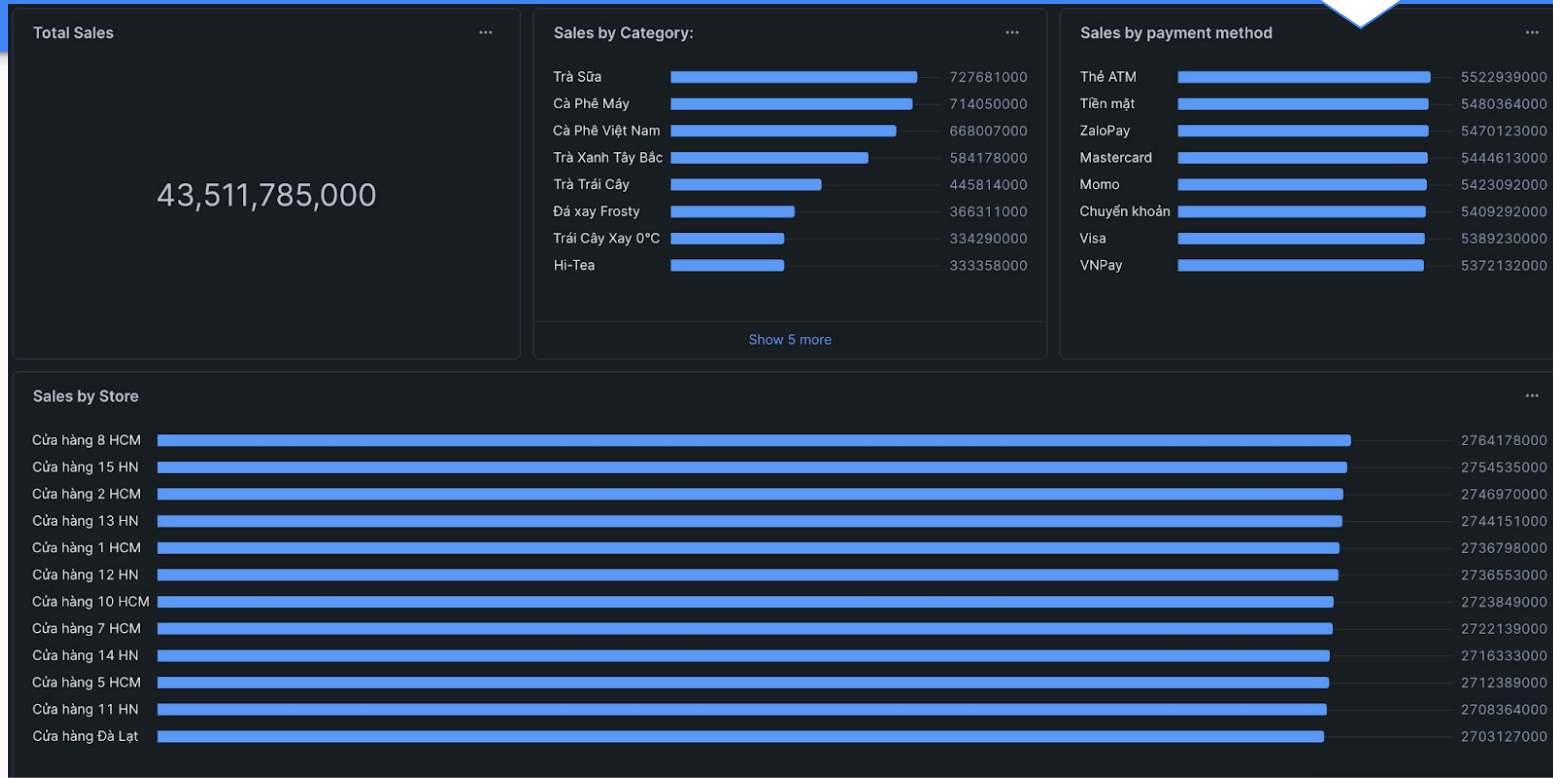 Total Sales
43,511,785,000
Sales by Category:
Trà Sữa 727681000
Cà Phê Máy 714050000
Cà Phê Việt Nam 668007000
Trà Xanh Tây Bắc 584178000
Trà Trái Cây 445814000
Đá xay Frosty 366311000
Trái Cây Xay 0°C 334290000
Hi-Tea 333358000
Show 5 more
Sales by payment method
Thẻ ATM 5522939000
Tiền mặt 5480364000
ZaloPay 5470123000
Mastercard 5444613000
Momo 5423092000
Chuyển khoản 5409292000
Visa 5389230000
VNPay 5372132000
Sales by Store
Cửa hàng 8 HCM 2764178000
Cửa hàng 15 HN 2754535000
Cửa hàng 2 HCM 2746970000
Cửa hàng 13 HN 2744151000
Cửa hàng 1 HCM 2736798000
Cửa hàng 12 HN 2736553000
Cửa hàng 10 HCM 2723849000
Cửa hàng 7 HCM 2722139000
Cửa hàng 14 HN 2716333000
Cửa hàng 5 HCM 2712389000
Cửa hàng 11 HN 2708364000
Cửa hàng Đà Lạt 2703127000